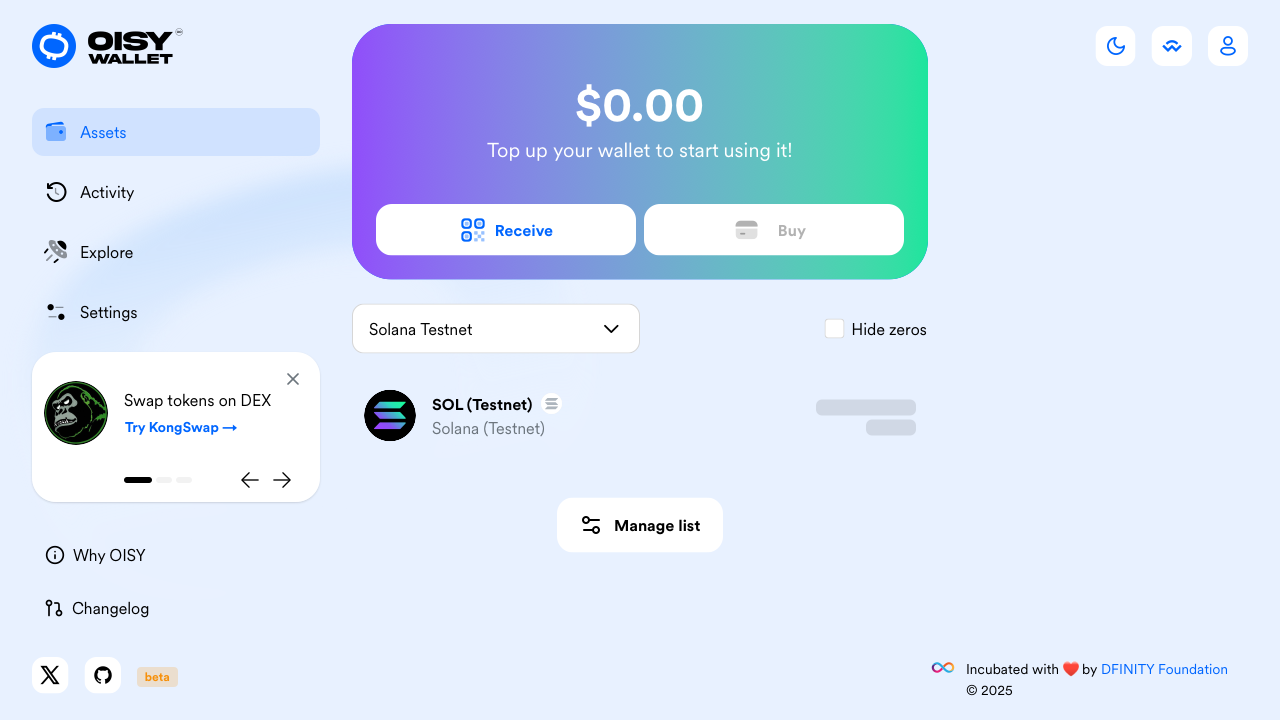 OISY
WALLET
Assets
Activity
Explore
Settings
Swap tokens on DEX
Try KongSwap →
Why OISY
Changelog
beta
$0.00
Top up your wallet to start using it!
Receive
Buy
Solana Testnet
Hide zeros
SOL (Testnet)
Solana (Testnet)
Manage list
Incubated with ❤️ by DFINITY Foundation
© 2025